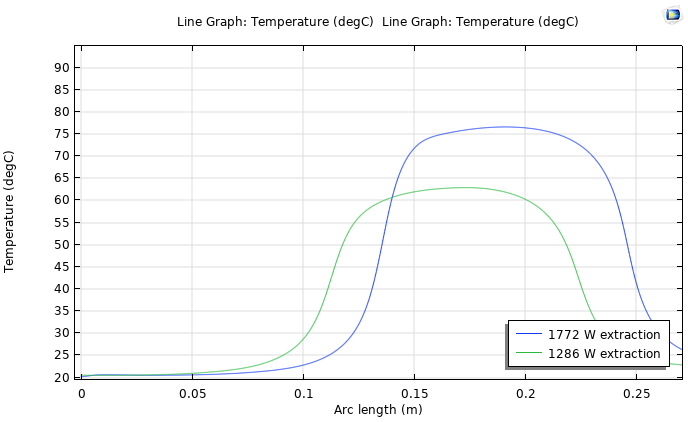 Line Graph: Temperature (degC) Line Graph: Temperature (degC)
Temperature (degC)
90
85
80
75
70
65
60
55
50
45
40
35
30
25
20
1772 W extraction
1286 W extraction
0 0.05 0.1 0.15 0.2 0.25
Arc length (m)